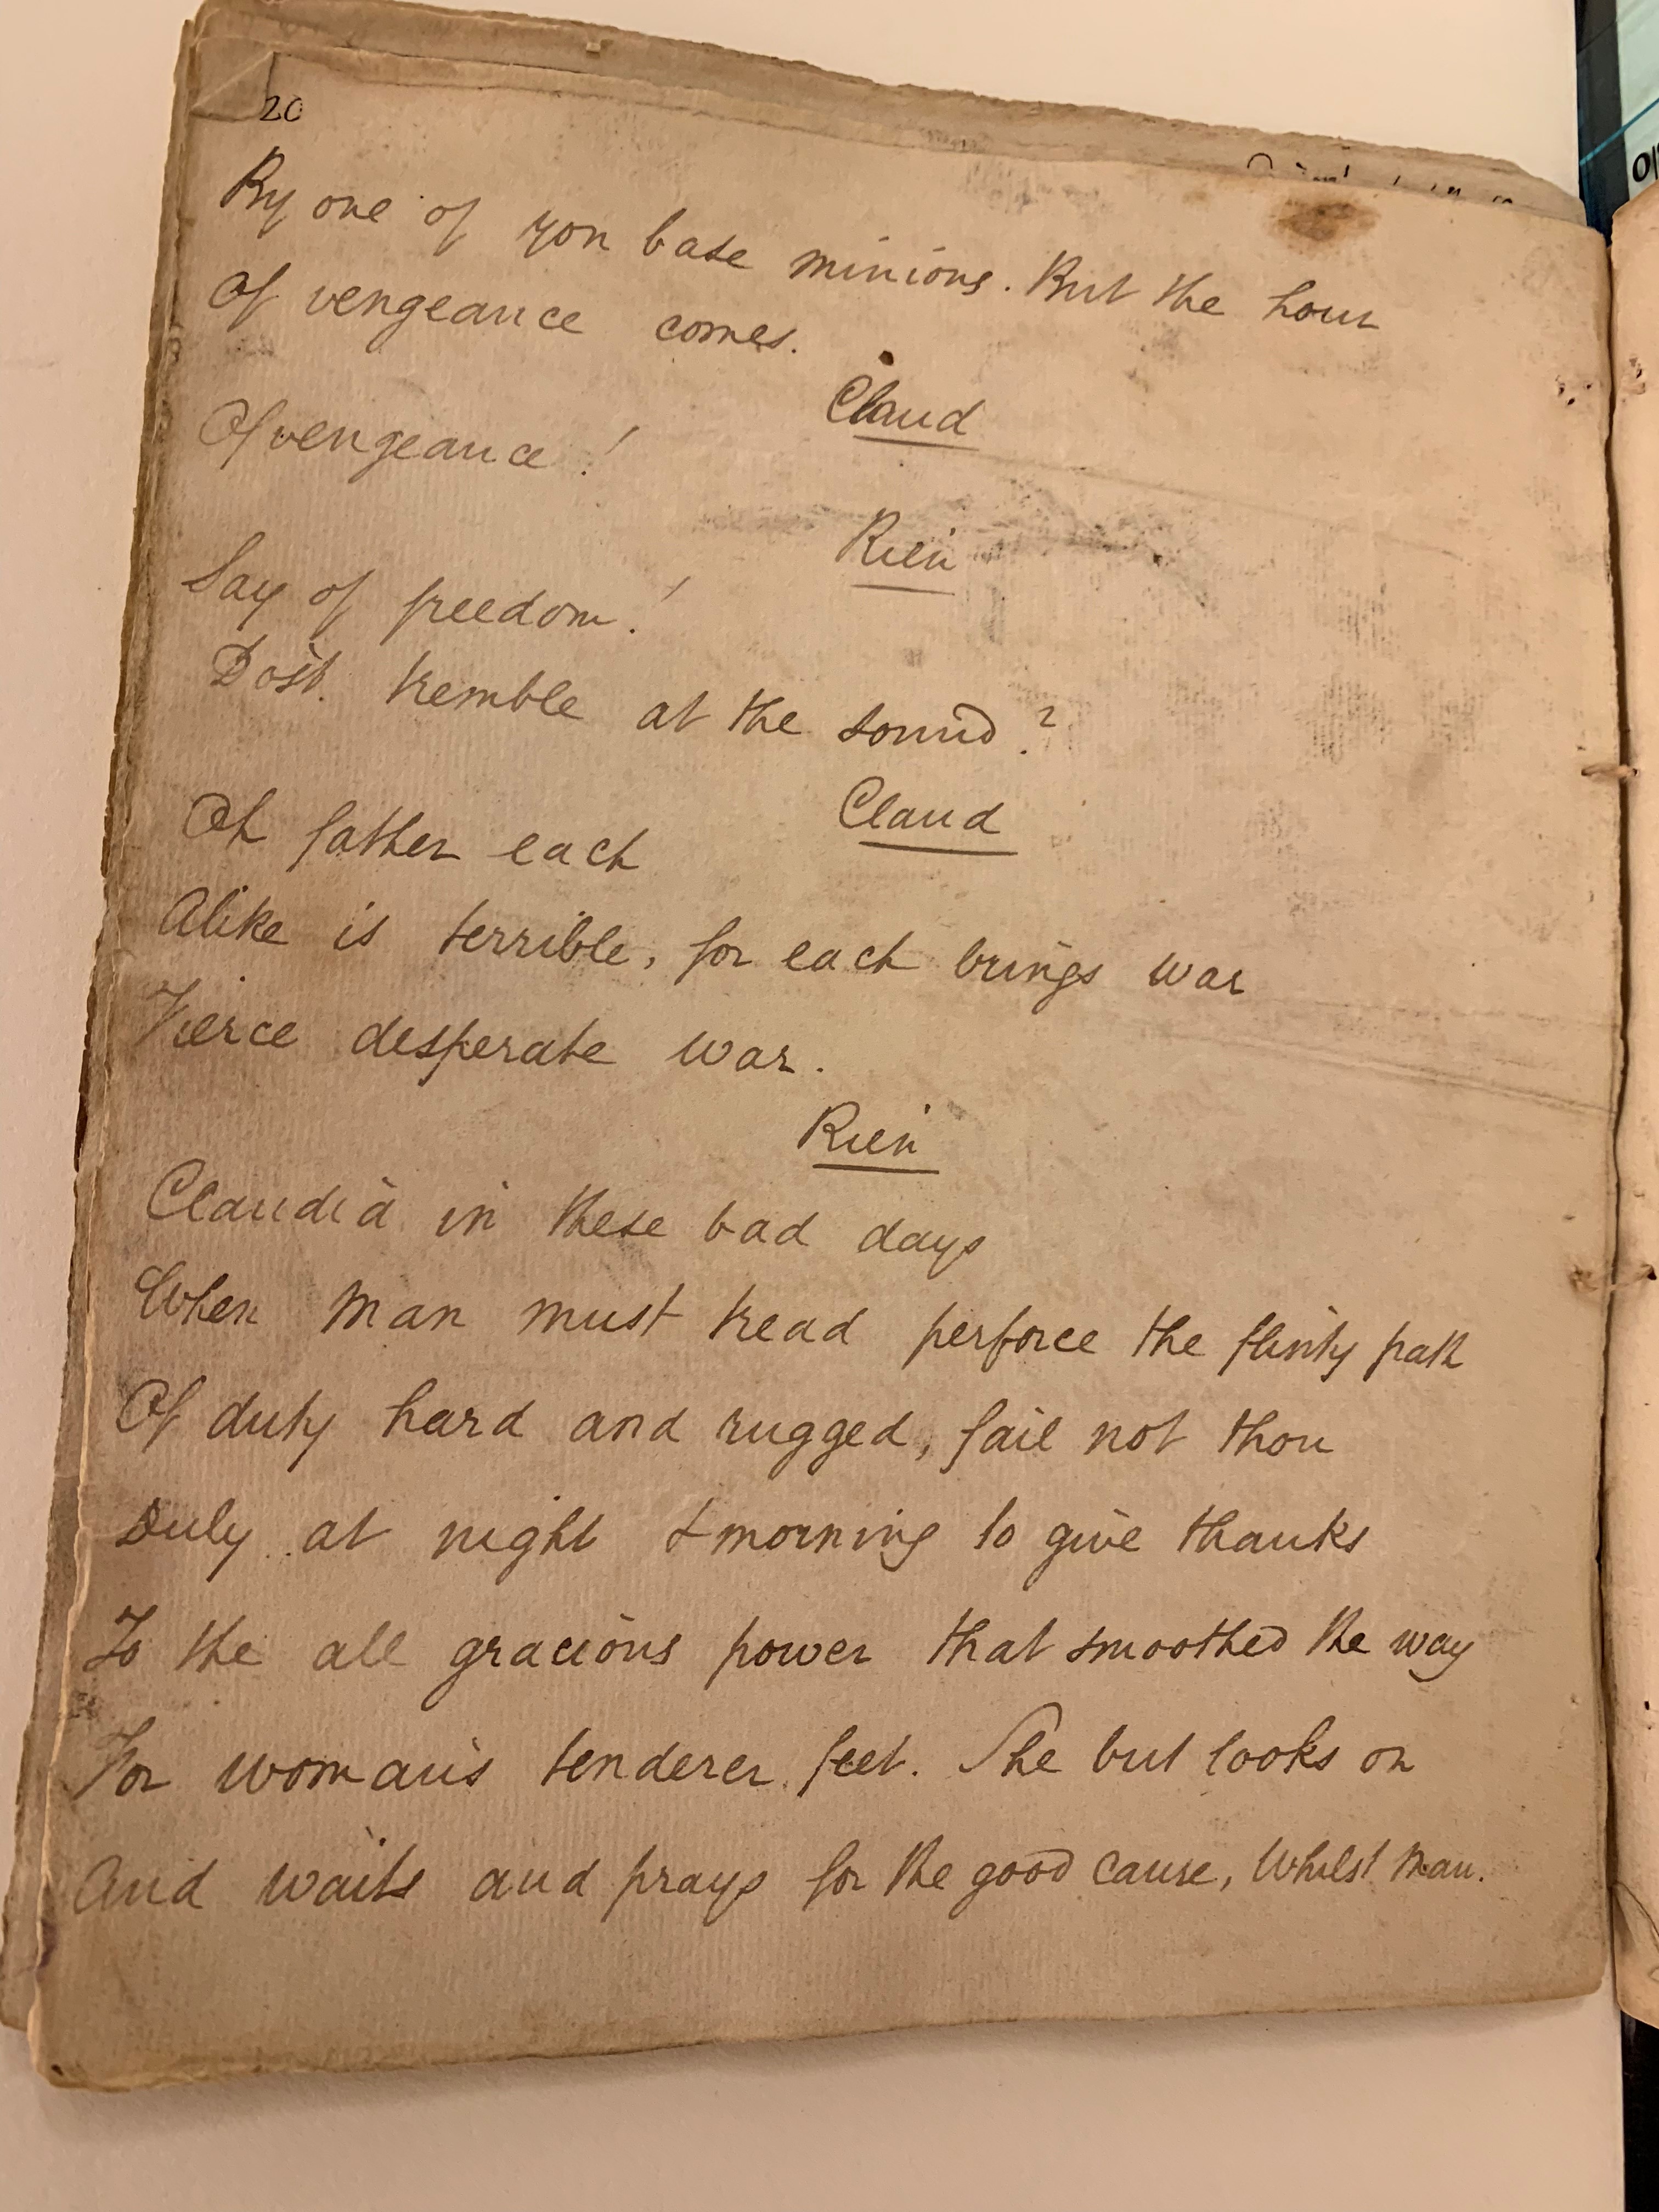 20
By one of yon base minions. But the hour
Of vengeance comes.
Claud
Of vengeance!
Rien
Say of freedom!
Dost tremble at the sound?
Claud
Oh father each
Alike is terrible, for each brings war
Fierce desperate war.
Rien
Claudia in these bad days
When man must tread perforce the flinty path
Of duty hard and rugged, fail not thou
Duly at night & morning to give thanks
To the all gracious power that smoothed the way
For woman's tenderer feet. She but looks on
And waits and prays for the good cause, Whilst man.